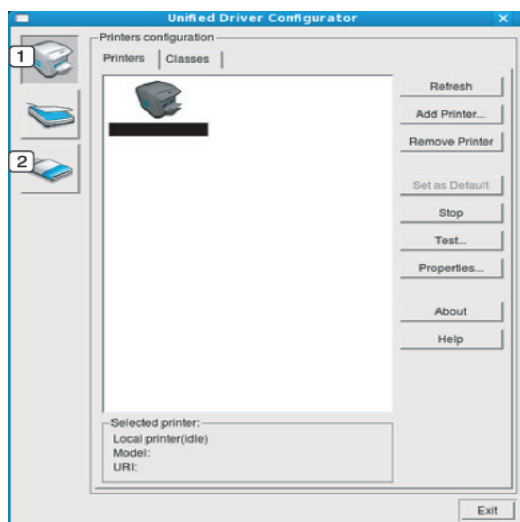 Unified Driver Configurator
1
2
Printers configuration
Printers
Classes
Refresh
Add Printer...
Remove Printer
Set as Default
Stop
Test...
Properties...
About
Help
Selected printer:
Local printer(idle)
Model:
URI:
Exit